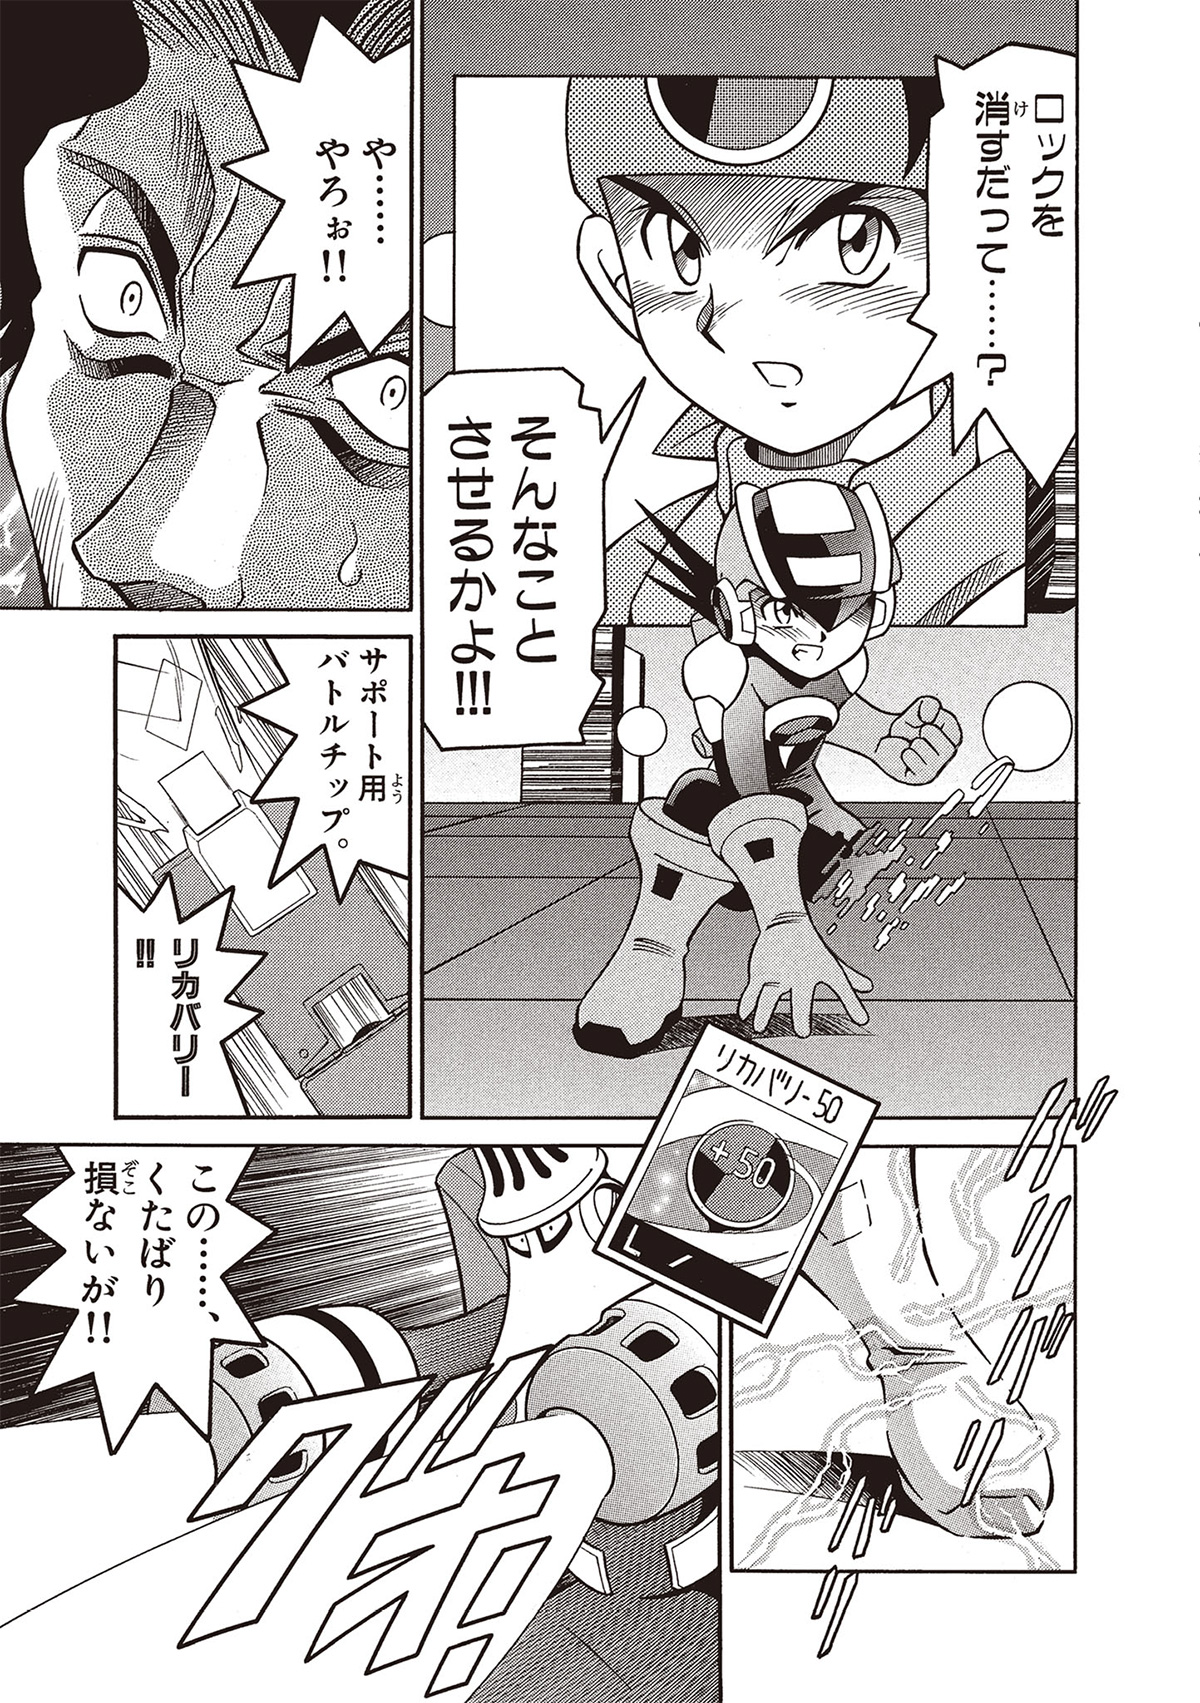 ロックを
消すだって……?
そんなこと
させるかよ!!!
や……
やろぉ!!
サポート用
バトルチップ。
リカバリー
!!
リカバリー50
+50
L
この……、
くたばり
損ないが!!
グオオ!